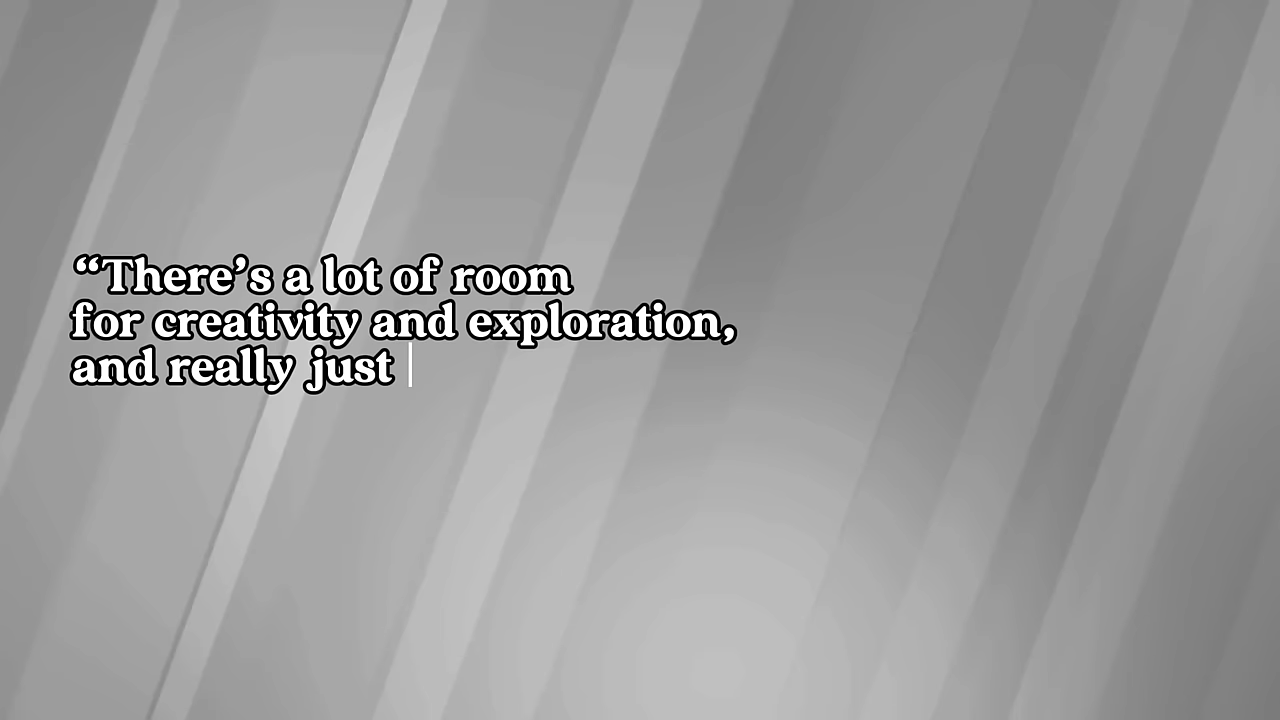 “There’s a lot of room
for creativity and exploration,
and really just